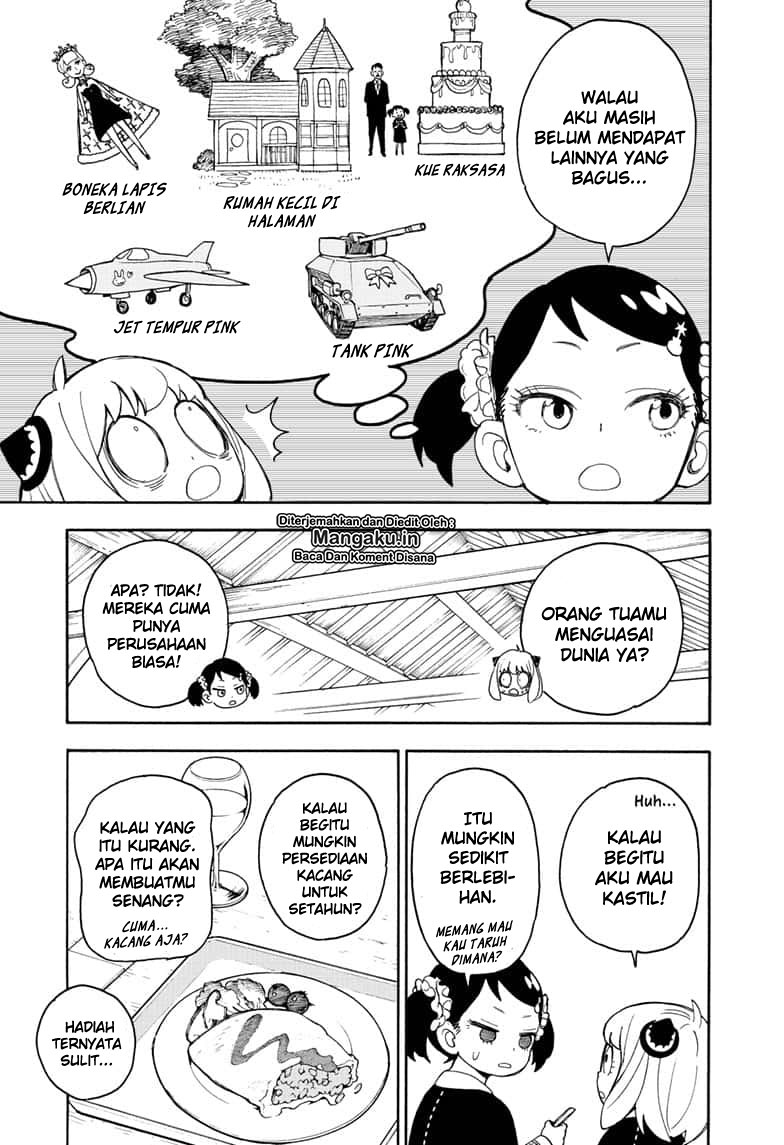 WALAU
AKU MASIH
BELUM MENDAPAT
LAINNYA YANG
BAGUS...
KUE RAKSASA
RUMAH KECIL DI
HALAMAN
BONEKA LAPIS
BERLIAN
TANK PINK
JET TEMPUR PINK
Diterjemahkan dan Diedit Oleh :
Mangaku.in
Baca Dan Koment Disana
ORANG TUAMU
MENGUASAI
DUNIA YA?
APA? TIDAK!
MEREKA CUMA
PUNYA
PERUSAHAAN
BIASA!
Huh...
KALAU
BEGITU
AKU MAU
KASTIL!
ITU
MUNGKIN
SEDIKIT
BERLEBI-
HAN.
MEMANG MAU
KAU TARUH
DIMANA?
KALAU
BEGITU
MUNGKIN
PERSEDIAAN
KACANG
UNTUK
SETAHUN?
KALAU YANG
ITU KURANG.
APA ITU AKAN
MEMBUATMU
SENANG?
CUMA...
KACANG AJA?
HADIAH
TERNYATA
SULIT...